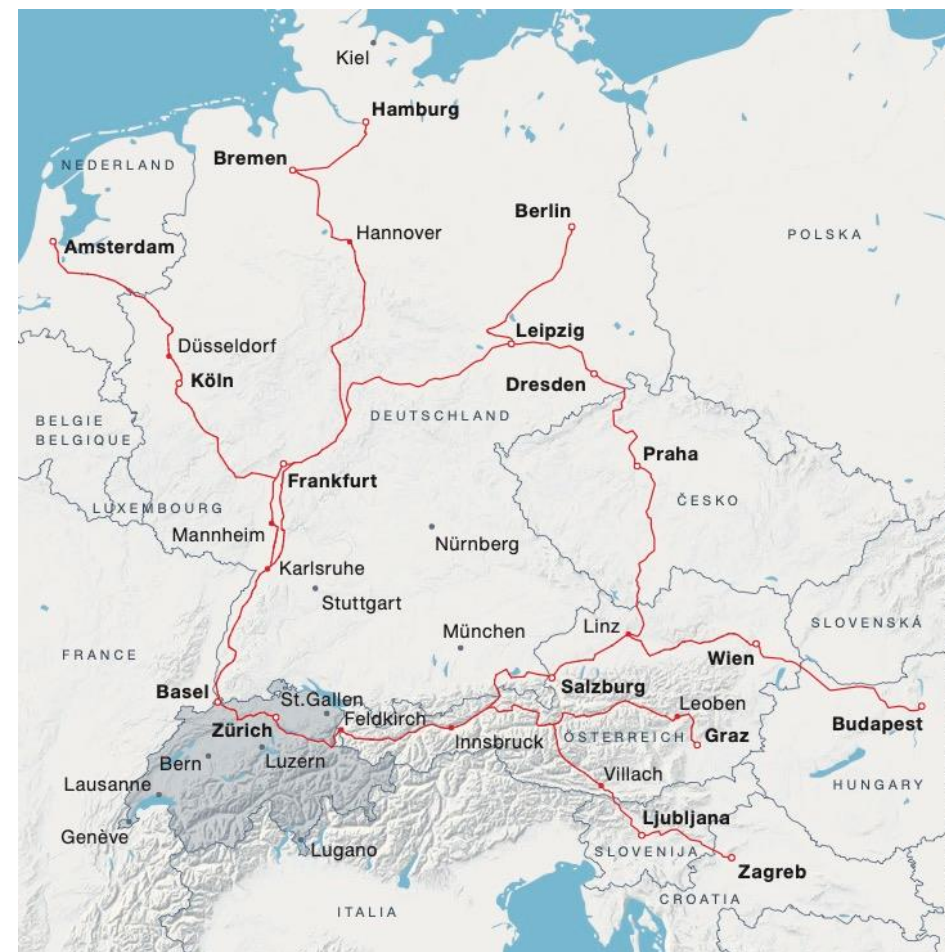 Kiel
Hamburg
Bremen
NEDERLAND
Berlin
Hannover
POLSKA
Amsterdam
Leipzig
Düsseldorf
Köln
Dresden
DEUTSCHLAND
BELGIE
BELGIQUE
Praha
Frankfurt
ČESKO
LUXEMBOURG
Mannheim
Nürnberg
Karlsruhe
Stuttgart
Linz
SLOVENSKÁ
München
FRANCE
Wien
Basel
St.Gallen
Salzburg
Leoben
Feldkirch
Zürich
Budapest
Innsbruck
ÖSTERREICH
Graz
Bern
Luzern
Villach
Lausanne
HUNGARY
Ljubljana
Genève
Lugano
SLOVENIJA
Zagreb
CROATIA
ITALIA